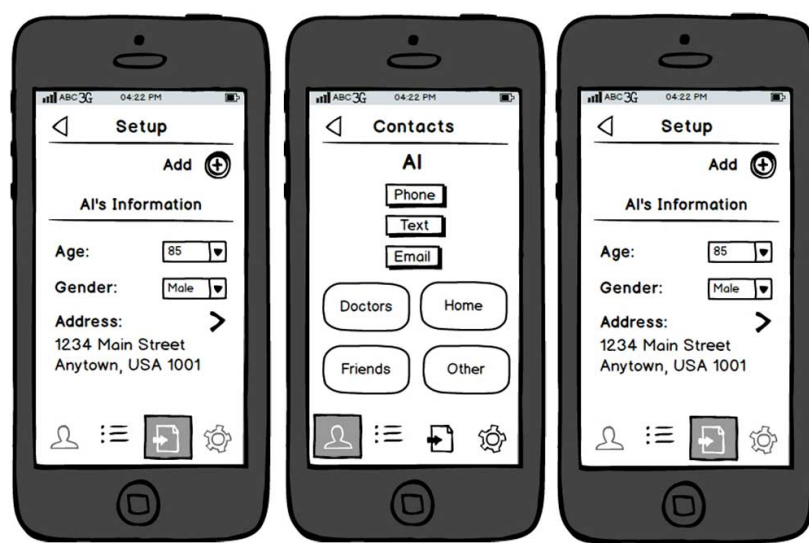 ABC 3G 04:22 PM
Setup
Add
Al's Information
Age: 85
Gender: Male
Address:
1234 Main Street
Anytown, USA 1001
ABC 3G 04:22 PM
Contacts
Al
Phone
Text
Email
Doctors Home
Friends Other
ABC 3G 04:22 PM
Setup
Add
Al's Information
Age: 85
Gender: Male
Address:
1234 Main Street
Anytown, USA 1001